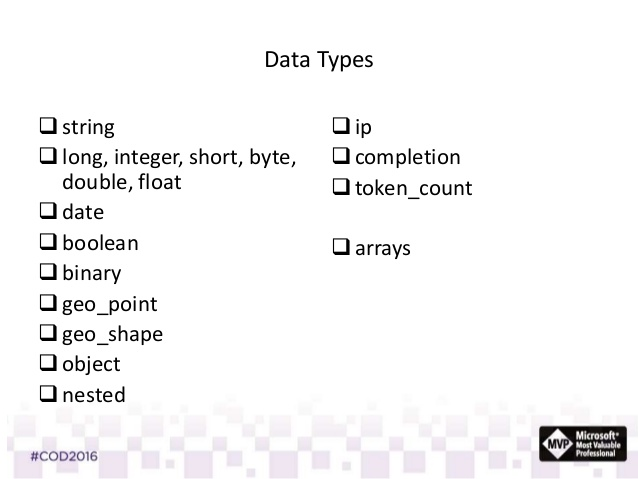 Data Types
string
long, integer, short, byte,
double, float
date
boolean
binary
geo_point
geo_shape
object
nested
ip
completion
token_count
arrays
#COD2016
MVP
Microsoft®
Most Valuable
Professional